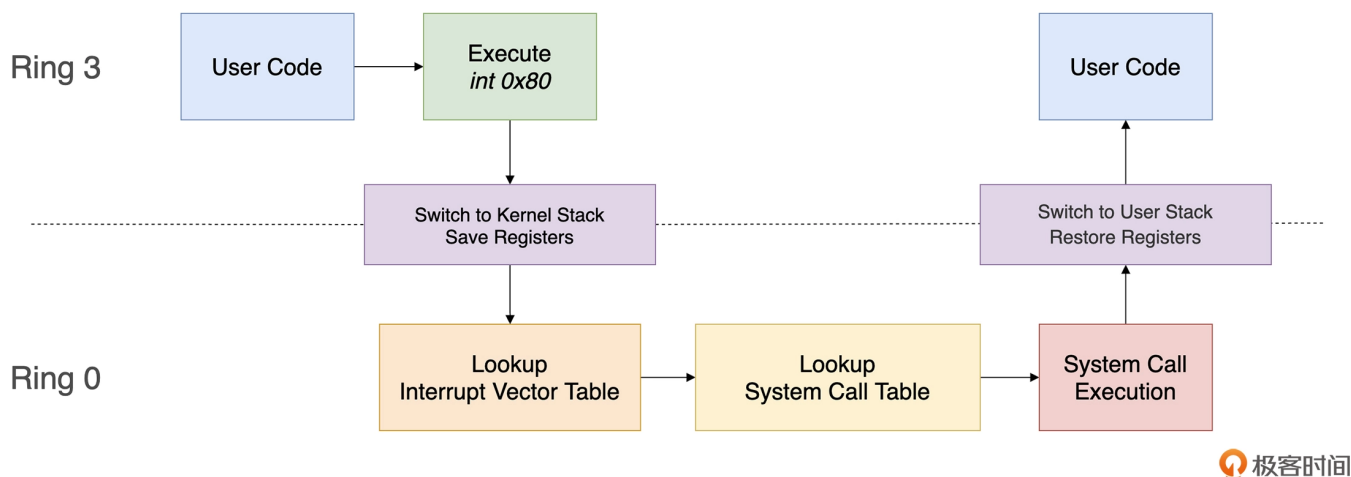 Ring 3
User Code
Execute
int 0x80
User Code
Switch to Kernel Stack
Save Registers
Switch to User Stack
Restore Registers
Ring 0
Lookup
Interrupt Vector Table
Lookup
System Call Table
System Call
Execution
极客时间